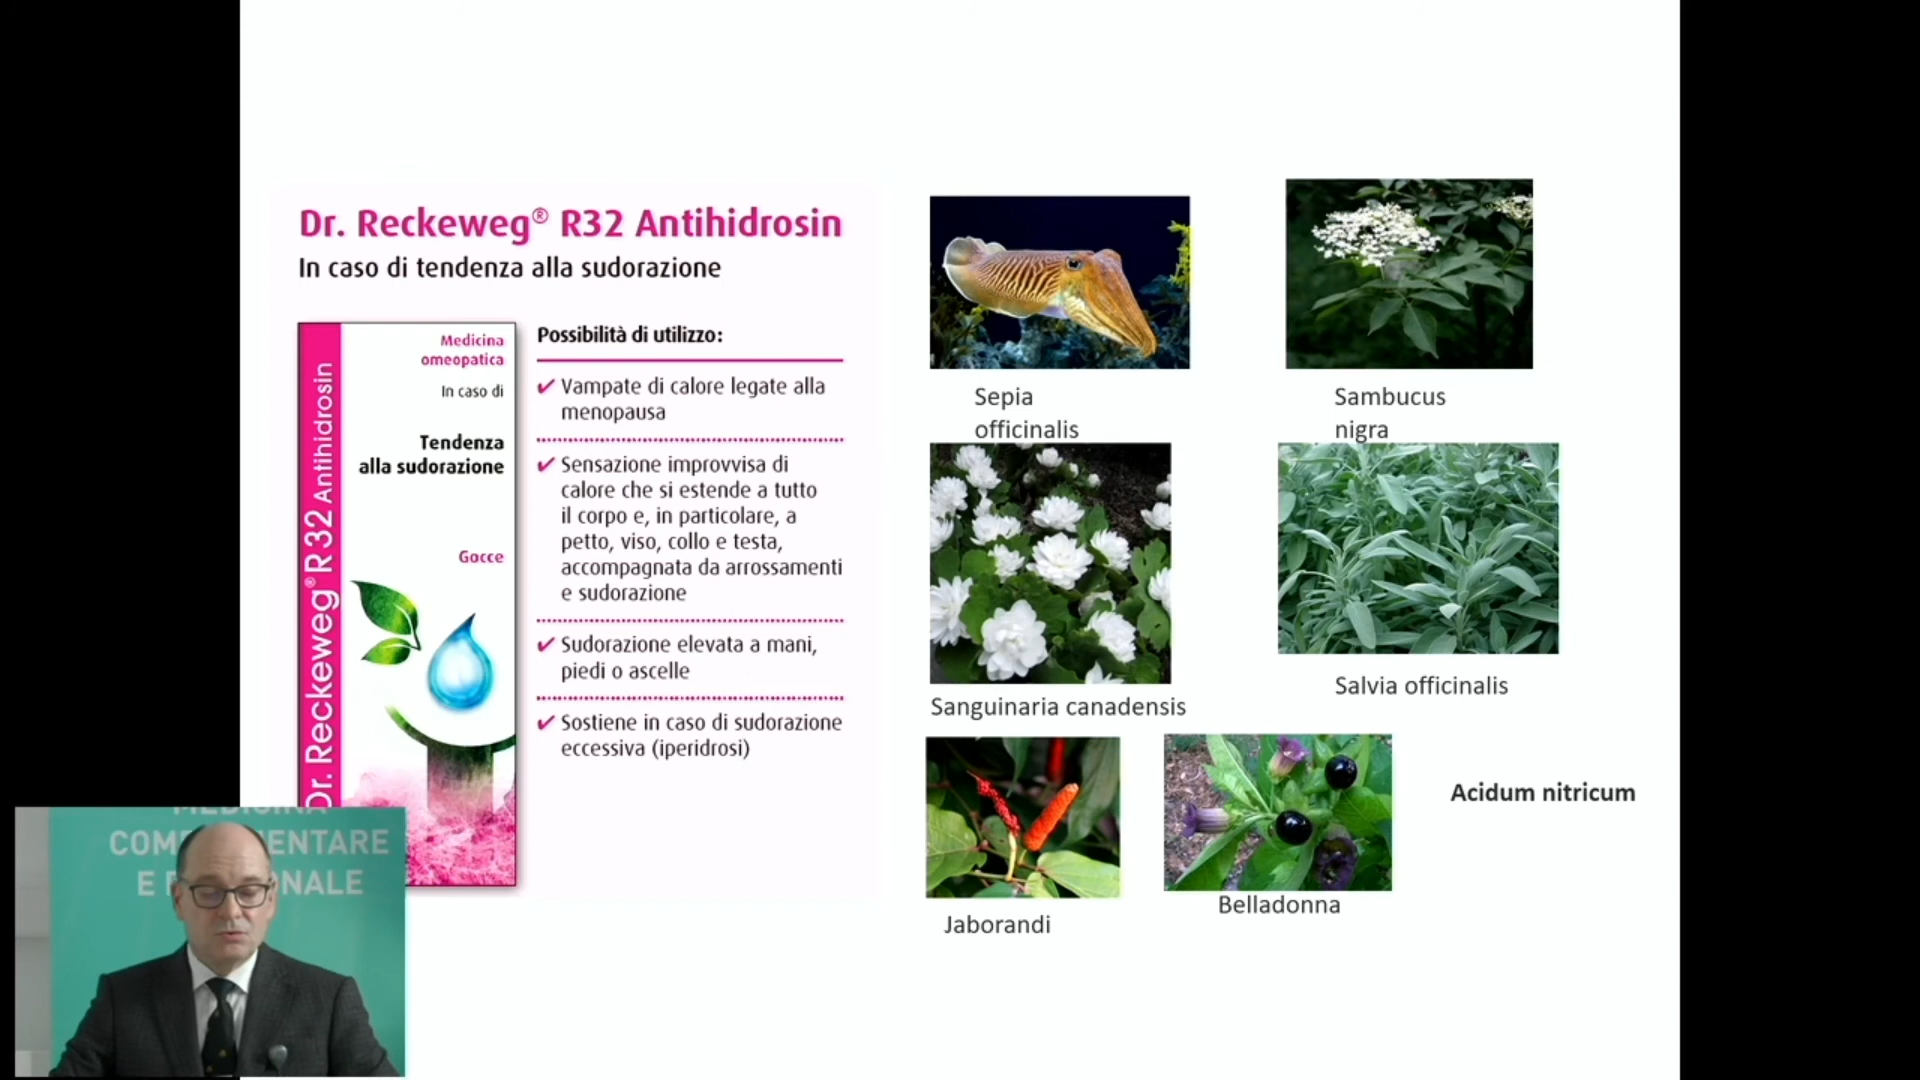 Dr. Reckeweg® R32 Antihidrosin
In caso di tendenza alla sudorazione
Dr. Reckeweg® R32 Antihidrosin
Medicina
omeopatica
In caso di
Tendenza
alla sudorazione
Gocce
Possibilità di utilizzo:
✔ Vampate di calore legate alla
menopausa
✔ Sensazione improvvisa di
calore che si estende a tutto
il corpo e, in particolare, a
petto, viso, collo e testa,
accompagnata da arrossamenti
e sudorazione
✔ Sudorazione elevata a mani,
piedi o ascelle
✔ Sostiene in caso di sudorazione
eccessiva (iperidrosi)
Sepia
officinalis
Sambucus
nigra
Sanguinaria canadensis
Salvia officinalis
Jaborandi
Belladonna
Acidum nitricum
MEDICINA